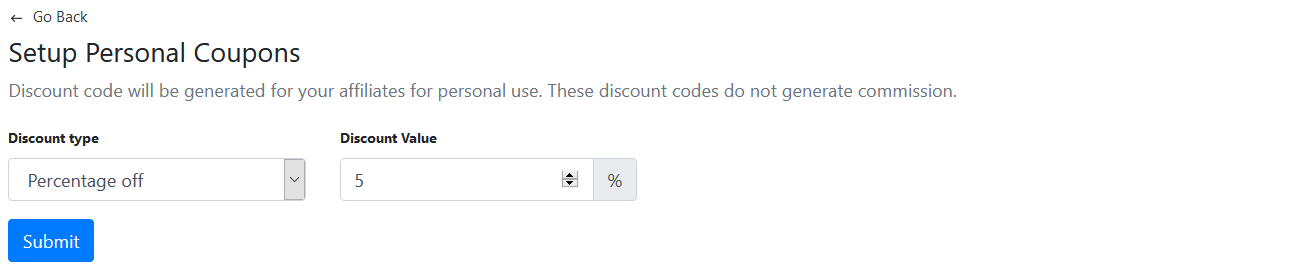 ← Go Back
Setup Personal Coupons
Discount code will be generated for your affiliates for personal use. These discount codes do not generate commission.
Discount type
Discount Value
Percentage off
5
%
Submit